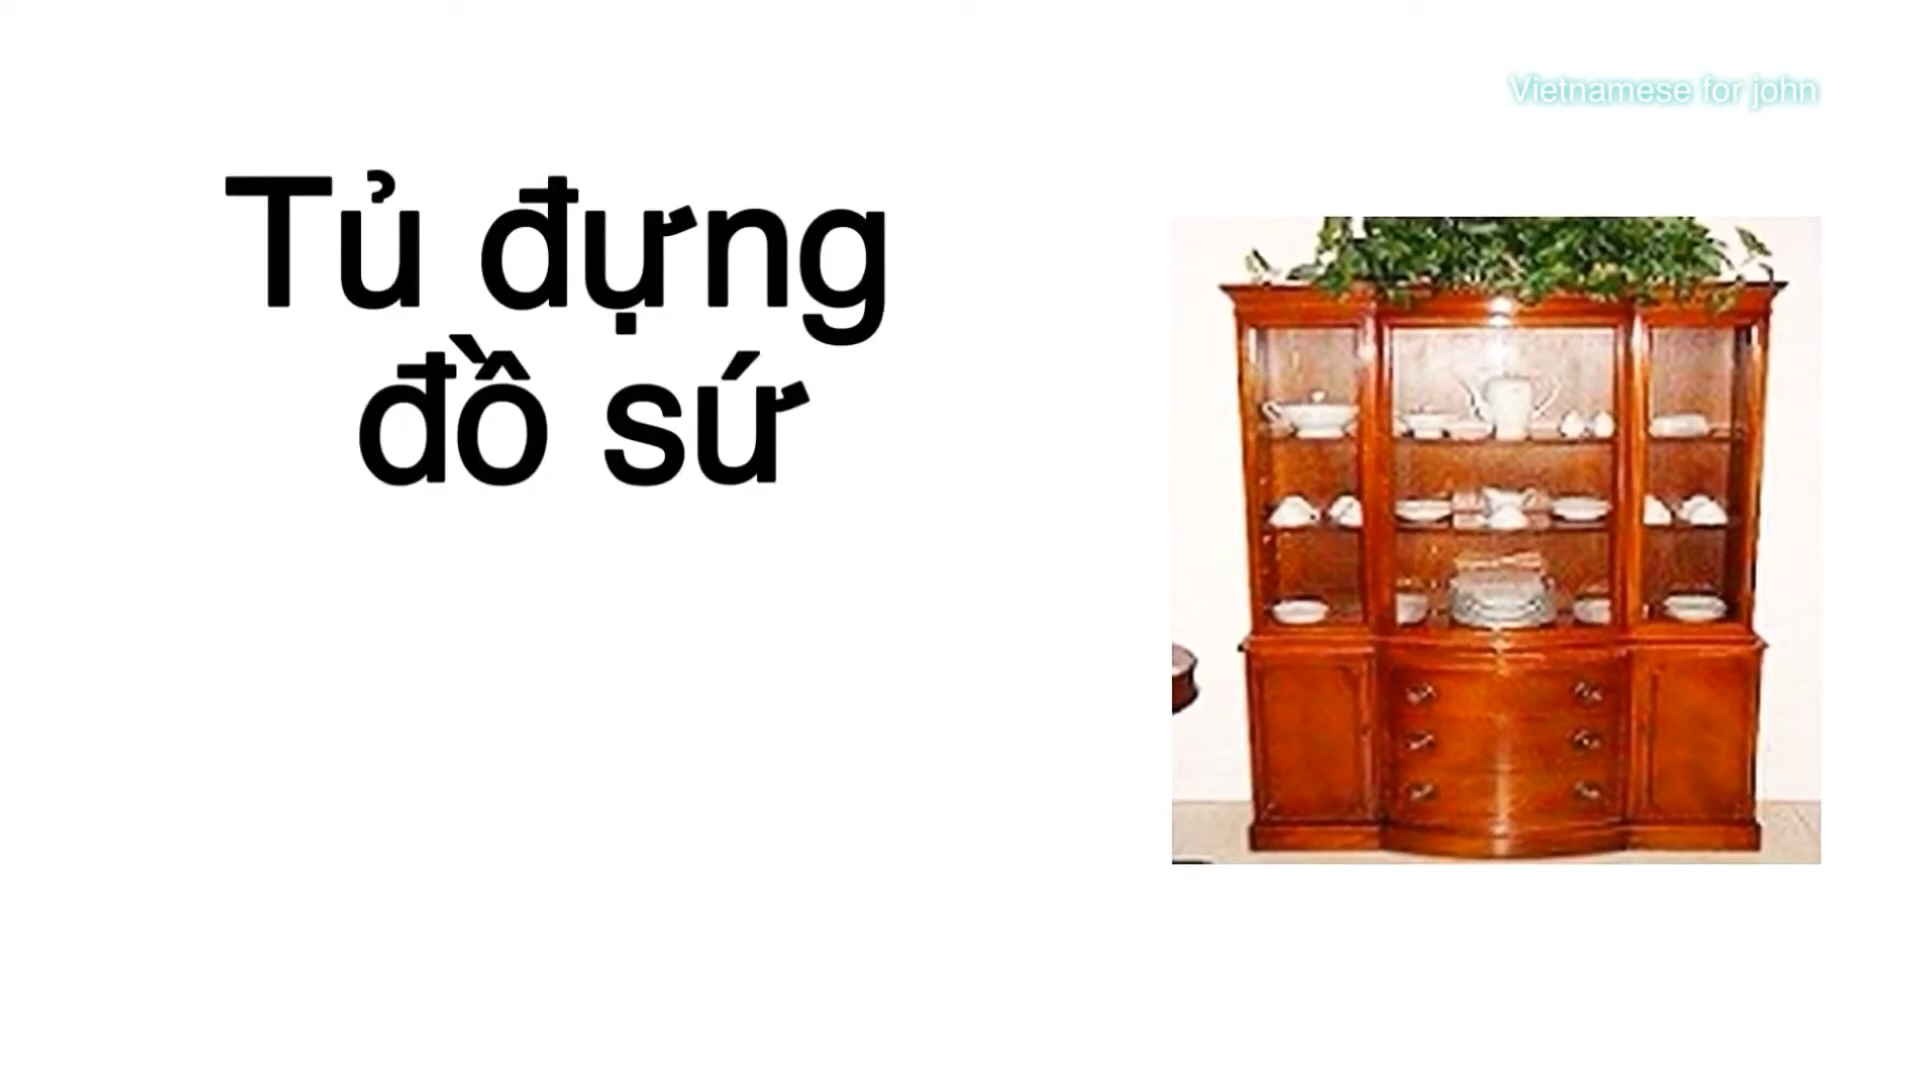 Vietnamese for john
Tủ đựng
đồ sứ